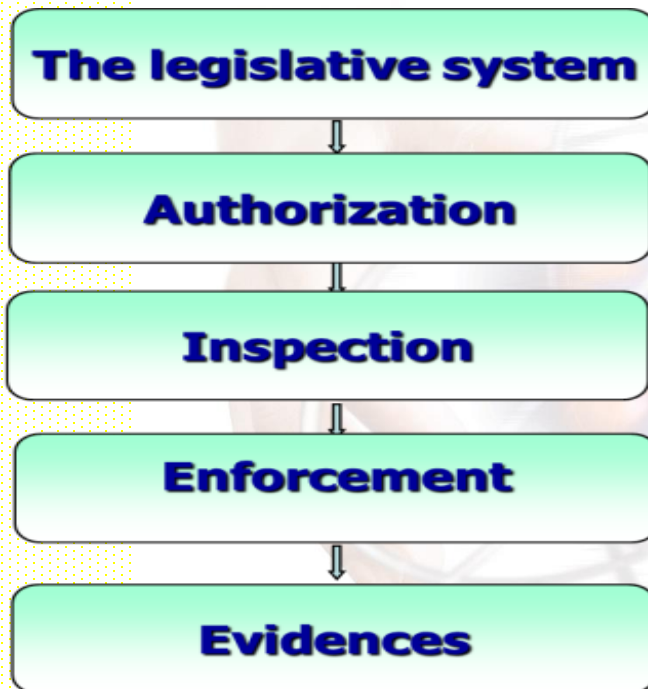 The legislative system
Authorization
Inspection
Enforcement
Evidences